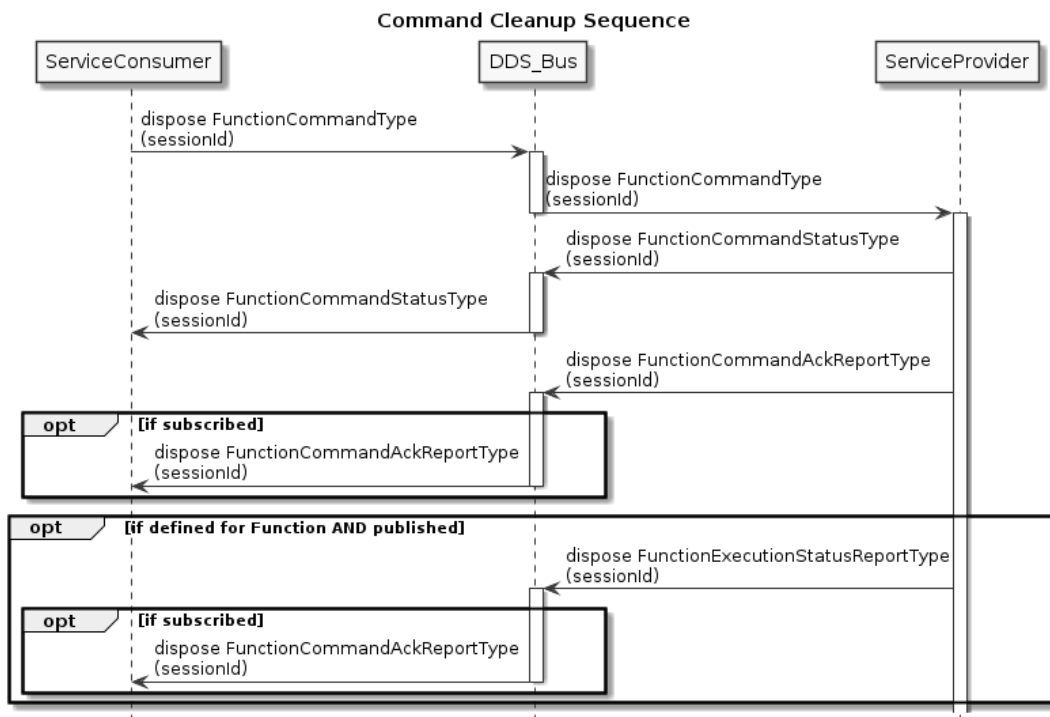 Command Cleanup Sequence
ServiceConsumer
DDS_Bus
ServiceProvider
dispose FunctionCommandType
(sessionId)
dispose FunctionCommandType
(sessionId)
dispose FunctionCommandStatusType
(sessionId)
dispose FunctionCommandStatusType
(sessionId)
dispose FunctionCommandAckReportType
(sessionId)
opt
[if subscribed]
dispose FunctionCommandAckReportType
(sessionId)
opt
[if defined for Function AND published]
dispose FunctionExecutionStatusReportType
(sessionId)
opt
[if subscribed]
dispose FunctionCommandAckReportType
(sessionId)